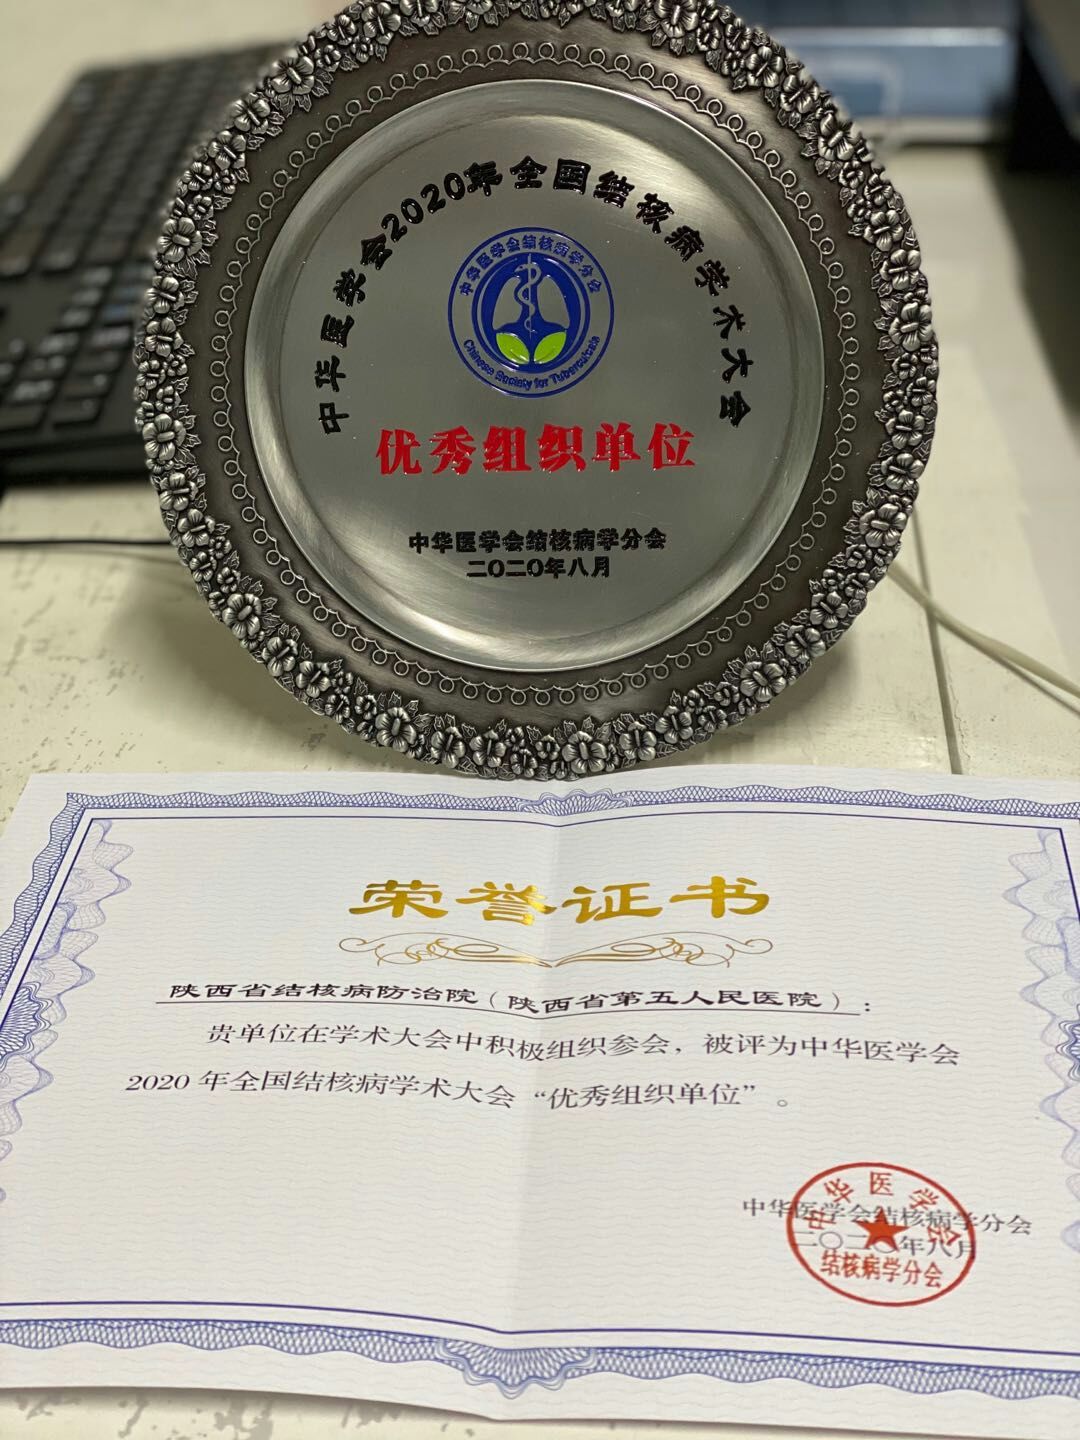 中华医学会2020年全国结核病学术大会
中华医学会结核病学分会
Chinese Society for Tuberculosis
优秀组织单位
中华医学会结核病学分会
二〇二〇年八月
荣誉证书
陕西省结核病防治院（陕西省第五人民医院）：
贵单位在学术大会中积极组织参会，被评为中华医学会
2020 年全国结核病学术大会“优秀组织单位”。
中华医学会结核病学分会
二〇二〇年八月
中华医学会
结核病学分会